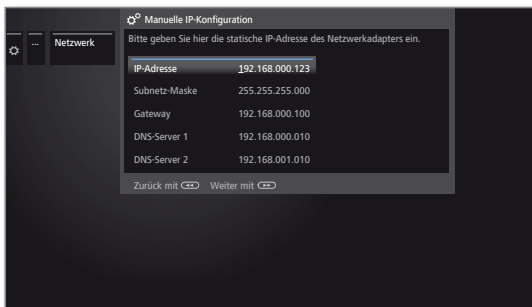 ... Netzwerk
Manuelle IP-Konfiguration
Bitte geben Sie hier die statische IP-Adresse des Netzwerkadapters ein.
IP-Adresse 192.168.000.123
Subnetz-Maske 255.255.255.000
Gateway 192.168.000.100
DNS-Server 1 192.168.000.010
DNS-Server 2 192.168.001.010
Zurück mit Weiter mit